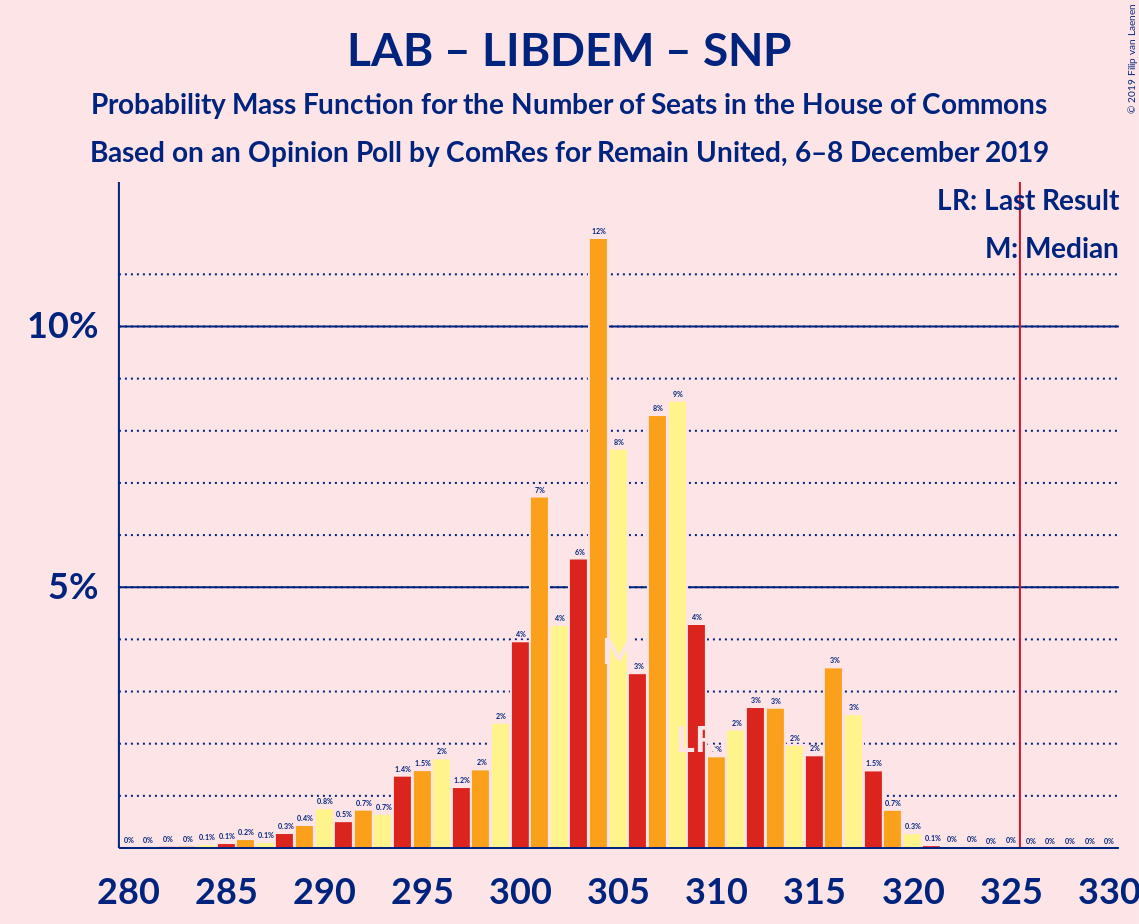 LAB – LIBDEM – SNP
Probability Mass Function for the Number of Seats in the House of Commons
Based on an Opinion Poll by ComRes for Remain United, 6–8 December 2019
© 2019 Filip van Laenen
LR: Last Result
M: Median
10%
5%
0% 0% 0% 0% 0.1% 0.1% 0.2% 0.1% 0.3% 0.4% 0.8% 0.5% 0.7% 0.7% 1.4% 1.5% 2% 1.2% 2% 2% 4% 7% 4% 6% 12% 8% 3% 8% 9% 4% 2% 3% 3% 2% 2% 3% 3% 1.5% 0.7% 0.3% 0.1% 0% 0% 0% 0% 0% 0% 0% 0% 0%
M
LR
280 285 290 295 300 305 310 315 320 325 330